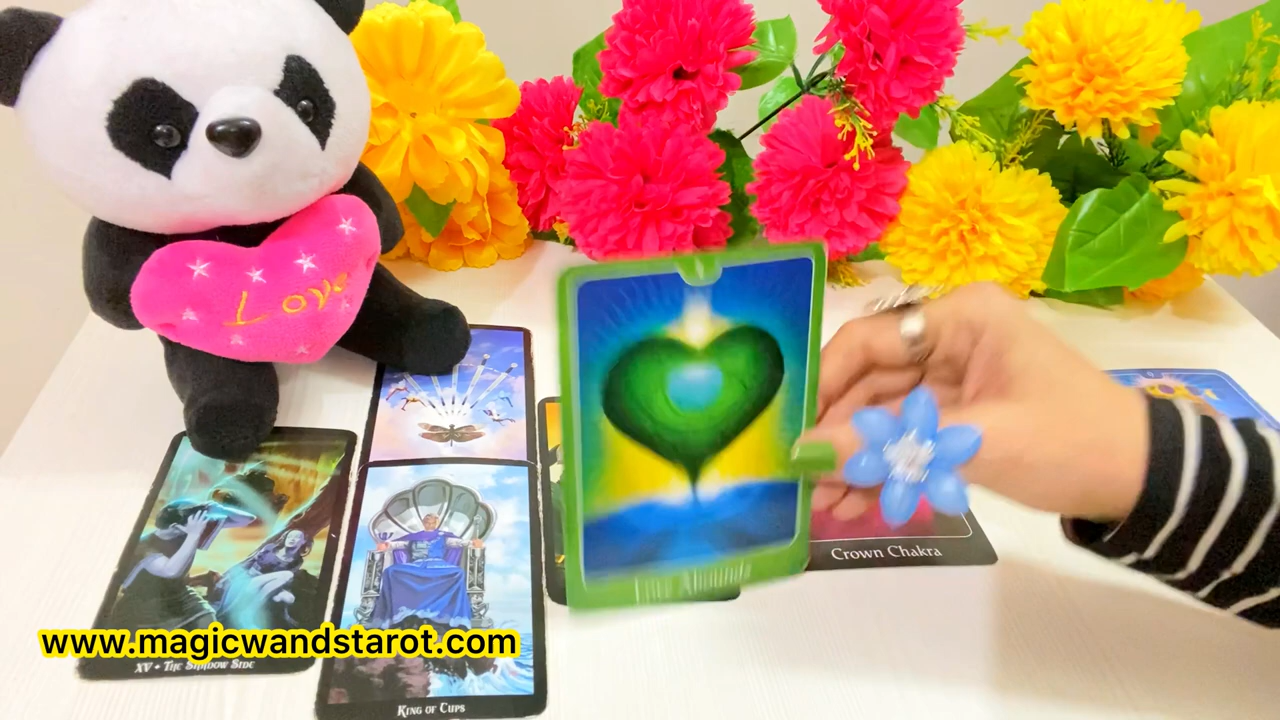 Love
Crown Chakra
www.magicwandstarot.com
XV • The Shadow Side
King of Cups